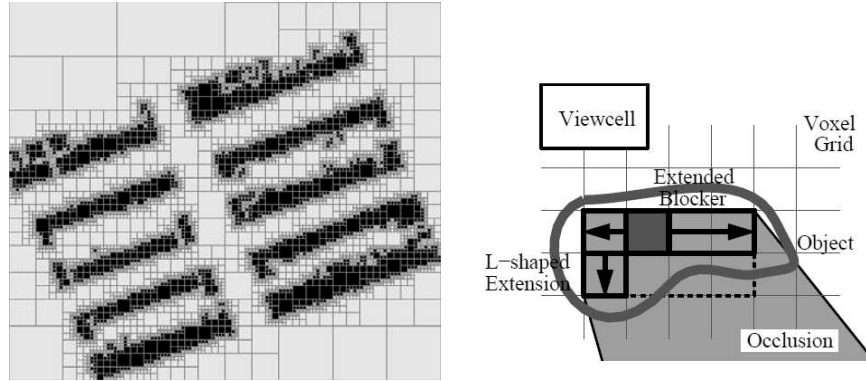 Viewcell
Voxel
Grid
Extended
Blocker
Object
L-shaped
Extension
Occlusion